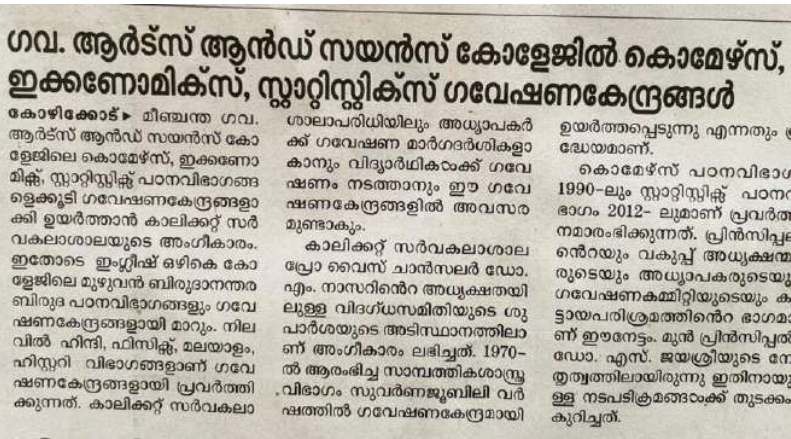 ഗവ. ആർട്സ് ആൻഡ് സയൻസ് കോളേജിൽ കൊമേഴ്സ്,
ഇക്കണോമിക്സ്, സ്റ്റാറ്റിസ്റ്റിക്സ് ഗവേഷണകേന്ദ്രങ്ങൾ
കോഴിക്കോട് ▸ മീഞ്ചന്ത ഗവ.
ആർട്സ് ആൻഡ് സയൻസ് കോ
ളേജിലെ കൊമേഴ്സ്, ഇക്കണോ
മിക്സ്, സ്റ്റാറ്റിസ്റ്റിക്സ് പഠനവിഭാഗങ്ങ
ളെക്കൂടി ഗവേഷണകേന്ദ്രങ്ങളാ
ക്കി ഉയർത്താൻ കാലിക്കറ്റ് സർ
വകലാശാലയുടെ അംഗീകാരം.
ഇതോടെ ഇംഗ്ലീഷ് ഒഴികെ കോ
ളേജിലെ മുഴുവൻ ബിരുദാനന്തര
ബിരുദ പഠനവിഭാഗങ്ങളും ഗവേ
ഷണകേന്ദ്രങ്ങളായി മാറും. നില
വിൽ ഹിന്ദി, ഫിസിക്സ്, മലയാളം,
ഹിസ്റ്ററി വിഭാഗങ്ങളാണ് ഗവേ
ഷണകേന്ദ്രങ്ങളായി പ്രവർത്തി
ക്കുന്നത്. കാലിക്കറ്റ് സർവകലാ
ശാലാപരിധിയിലും അധ്യാപകർ
ക്ക് ഗവേഷണ മാർഗദർശികളാ
കാനും വിദ്യാർഥികൾക്ക് ഗവേ
ഷണം നടത്താനും ഈ ഗവേ
ഷണകേന്ദ്രങ്ങളിൽ അവസര
മുണ്ടാകും.
കാലിക്കറ്റ് സർവകലാശാല
പ്രോ വൈസ് ചാൻസലർ ഡോ.
എം. നാസറിൻെറ അധ്യക്ഷതയി
ലുള്ള വിദഗ്ധസമിതിയുടെ ശു
പാർശയുടെ അടിസ്ഥാനത്തിലാ
ണ് അംഗീകാരം ലഭിച്ചത്. 1970-
ൽ ആരംഭിച്ച സാമ്പത്തികശാസ്ത്ര
വിഭാഗം സുവർണജൂബിലി വർ
ഷത്തിൽ ഗവേഷണകേന്ദ്രമായി
ഉയർത്തപ്പെടുന്നു എന്നതും
ദ്ധേയമാണ്.
കൊമേഴ്സ് പഠനവിഭാഗ
1990-ലും സ്റ്റാറ്റിസ്റ്റിക്സ് പഠന
ഭാഗം 2012- ലുമാണ് പ്രവർത്ത
നമാരംഭിക്കുന്നത്. പ്രിൻസിപ്പ
ൻെറയും വകുപ്പ് അധ്യക്ഷന്മ
രുടെയും അധ്യാപകരുടെയു
ഗവേഷണകമ്മിറ്റിയുടെയും ക
ട്ടായപരിശ്രമത്തിൻെറ ഭാഗമാ
ണ് ഈനേട്ടം. മുൻ പ്രിൻസിപ്പൽ
ഡോ. എസ്. ജയശ്രീയുടെ നേ
തൃത്വത്തിലായിരുന്നു ഇതിനായു
ള്ള നടപടിക്രമങ്ങൾക്ക് തുടക്കം
കുറിച്ചത്.